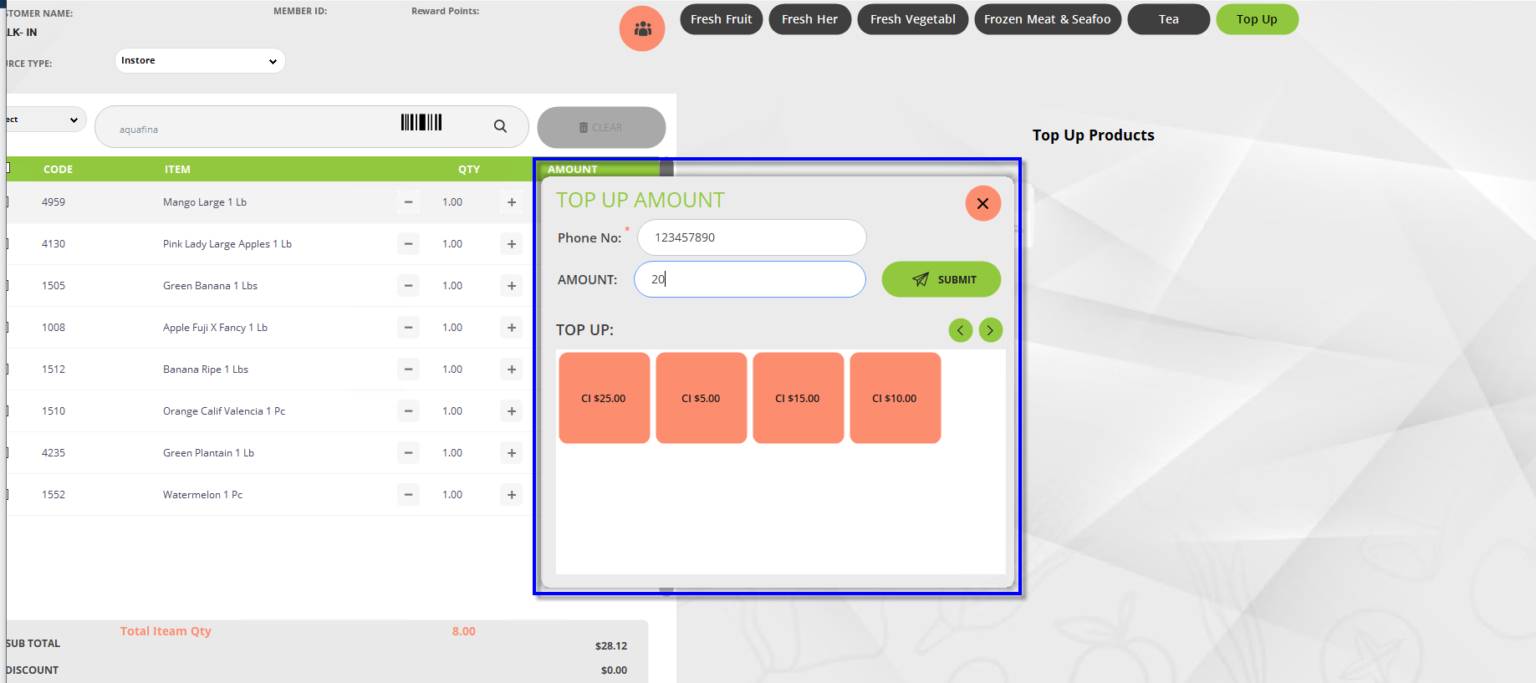 STOMER NAME:
MEMBER ID:
Reward Points:
LK- IN
RCE TYPE:
Instore
Fresh Fruit
Fresh Her
Fresh Vegetabl
Frozen Meat & Seafoo
Tea
Top Up
ect
aquafina
CLEAR
Top Up Products
CODE ITEM QTY AMOUNT
4959 Mango Large 1 Lb − 1.00 +
4130 Pink Lady Large Apples 1 Lb − 1.00 +
1505 Green Banana 1 Lbs − 1.00 +
1008 Apple Fuji X Fancy 1 Lb − 1.00 +
1512 Banana Ripe 1 Lbs − 1.00 +
1510 Orange Calif Valencia 1 Pc − 1.00 +
4235 Green Plantain 1 Lb − 1.00 +
1552 Watermelon 1 Pc − 1.00 +
TOP UP AMOUNT
Phone No: * 123457890
AMOUNT: 20
SUBMIT
TOP UP:
CI $25.00
CI $5.00
CI $15.00
CI $10.00
Total Iteam Qty 8.00
SUB TOTAL $28.12
DISCOUNT $0.00